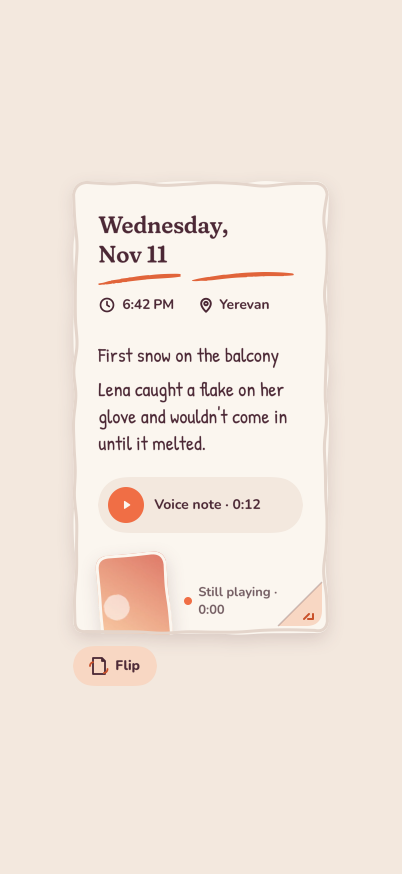 Wednesday,
Nov 11
6:42 PM
Yerevan
First snow on the balcony
Lena caught a flake on her
glove and wouldn't come in
until it melted.
Voice note · 0:12
Still playing ·
0:00
Flip